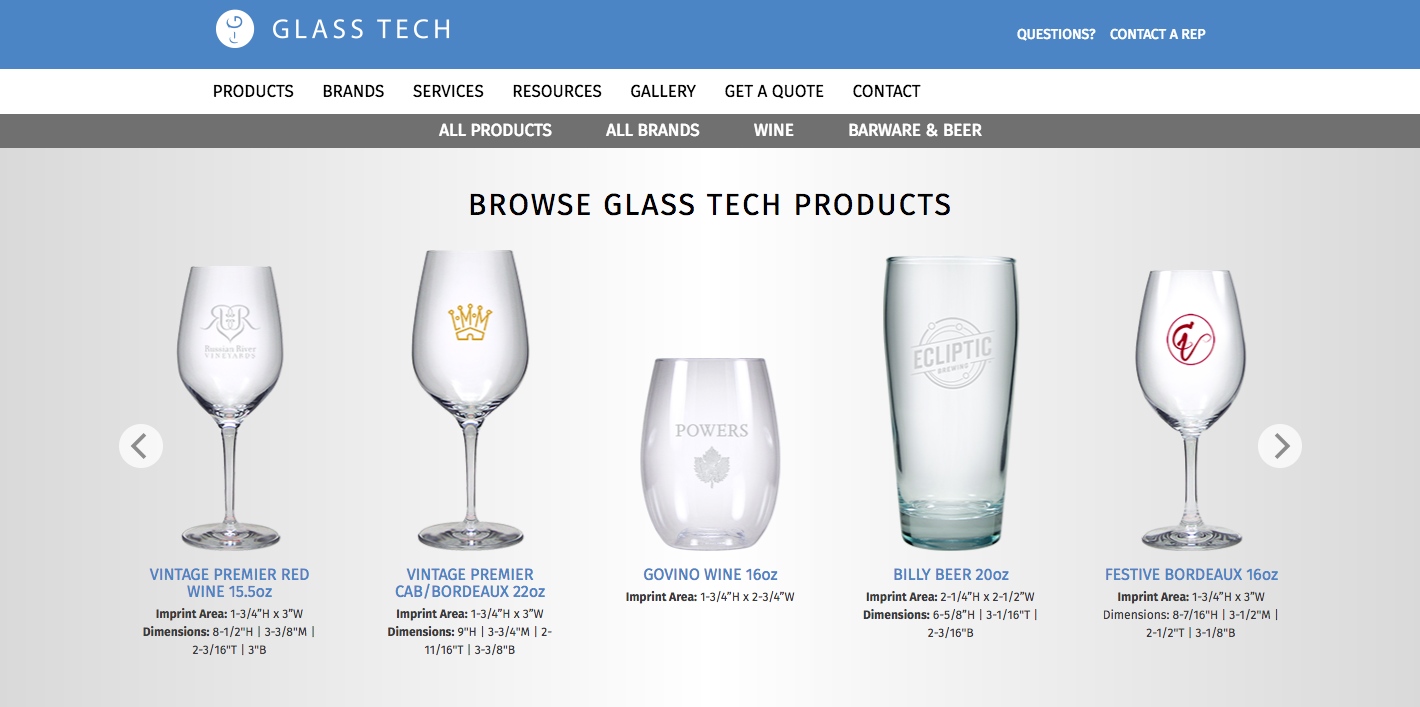 GLASS TECH
QUESTIONS? CONTACT A REP
PRODUCTS BRANDS SERVICES RESOURCES GALLERY GET A QUOTE CONTACT
ALL PRODUCTS ALL BRANDS WINE BARWARE & BEER
BROWSE GLASS TECH PRODUCTS
RR
Russian River
VINEYARDS
POWERS
ECLIPTIC
BREWING
VINTAGE PREMIER RED
WINE 15.5oz
Imprint Area: 1-3/4”H x 3”W
Dimensions: 8-1/2"H | 3-3/8"M |
2-3/16"T | 3"B
VINTAGE PREMIER
CAB/BORDEAUX 22oz
Imprint Area: 1-3/4”H x 3”W
Dimensions: 9"H | 3-3/4"M | 2-
11/16"T | 3-3/8"B
GOVINO WINE 16oz
Imprint Area: 1-3/4”H x 2-3/4”W
BILLY BEER 20oz
Imprint Area: 2-1/4”H x 2-1/2”W
Dimensions: 6-5/8”H | 3-1/16"T |
2-3/16"B
FESTIVE BORDEAUX 16oz
Imprint Area: 1-3/4”H x 3”W
Dimensions: 8-7/16"H | 3-1/2"M |
2-1/2"T | 3-1/8"B